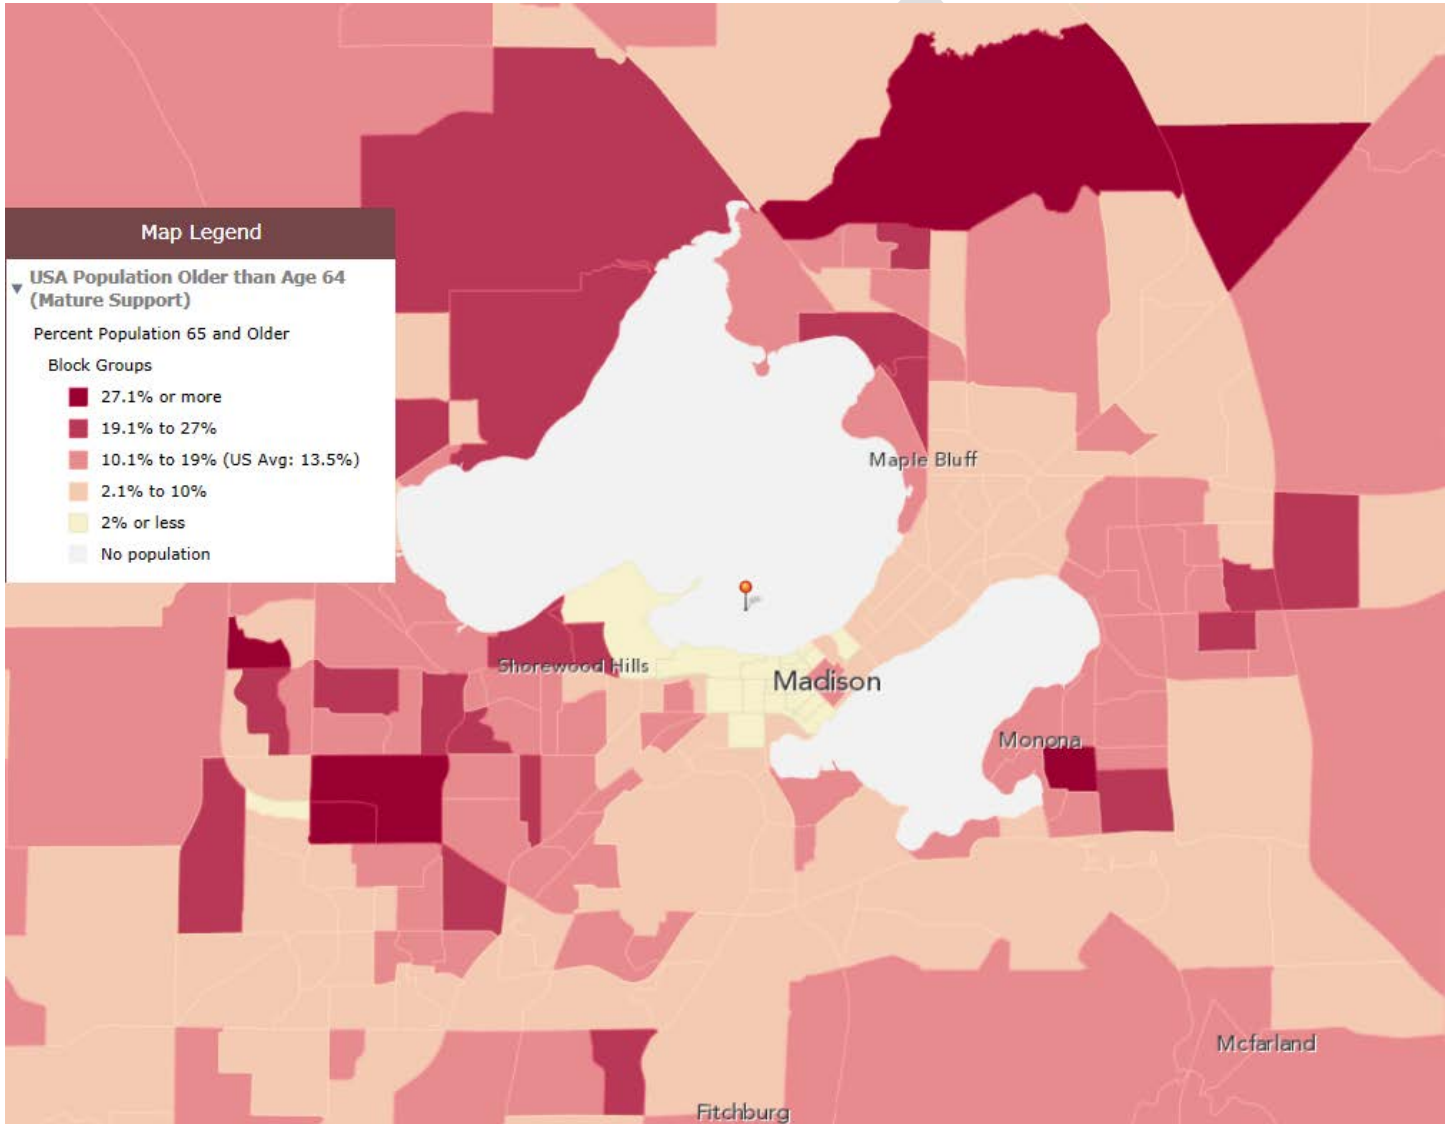 Map Legend
USA Population Older than Age 64
(Mature Support)
Percent Population 65 and Older
Block Groups
27.1% or more
19.1% to 27%
10.1% to 19% (US Avg: 13.5%)
2.1% to 10%
2% or less
No population
Maple Bluff
Shorewood Hills
Madison
Monona
Mcfarland
Fitchburg